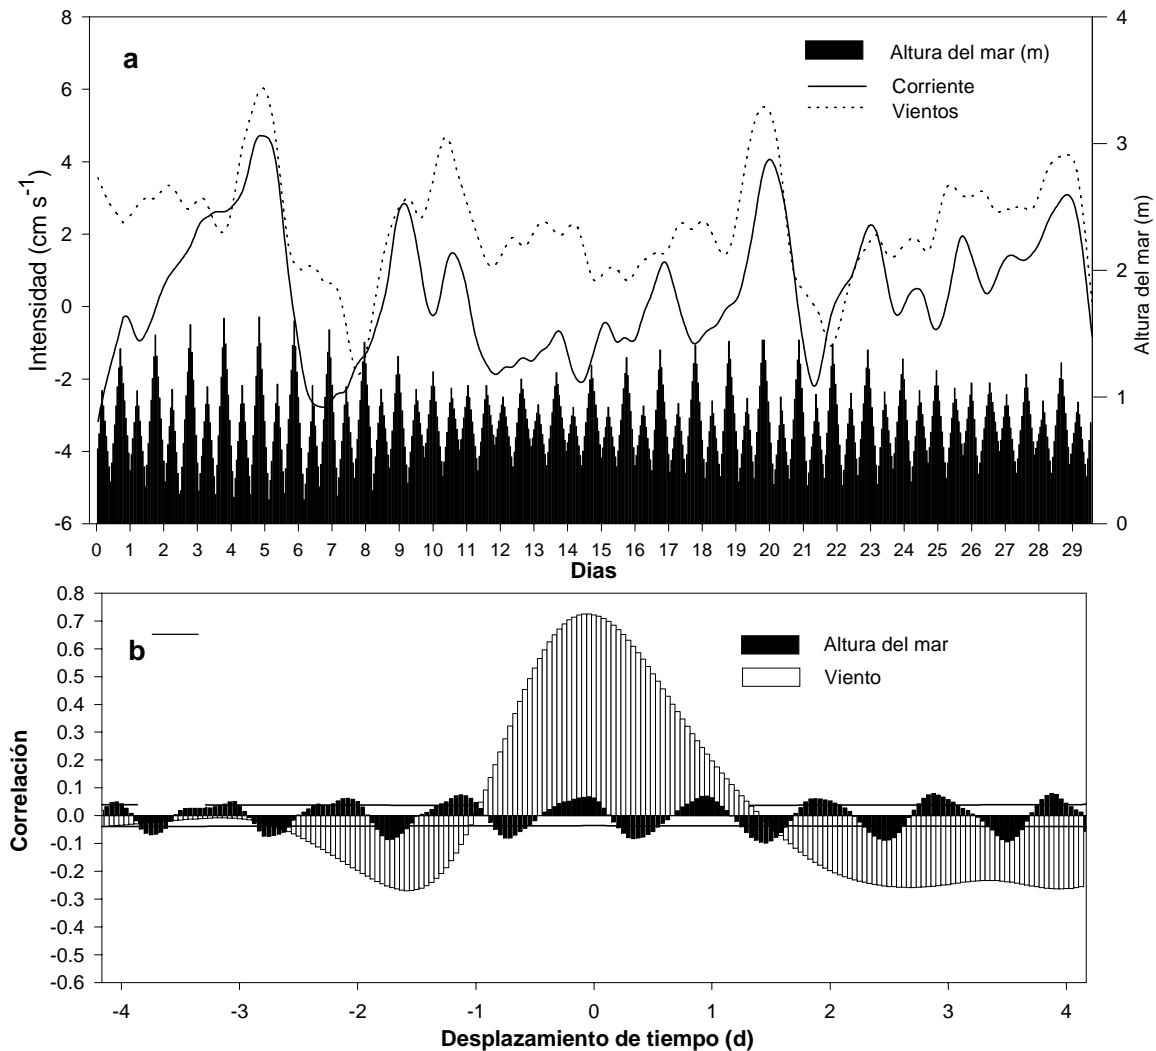 a
Altura del mar (m)
Corriente
Vientos
Intensidad (cm s-1)
8
6
4
2
0
-2
-4
-6
4
3
2
1
0
Altura del mar (m)
0 1 2 3 4 5 6 7 8 9 10 11 12 13 14 15 16 17 18 19 20 21 22 23 24 25 26 27 28 29
Dias
b
Altura del mar
Viento
Correlación
0.8
0.7
0.6
0.5
0.4
0.3
0.2
0.1
0.0
-0.1
-0.2
-0.3
-0.4
-0.5
-0.6
-4 -3 -2 -1 0 1 2 3 4
Desplazamiento de tiempo (d)